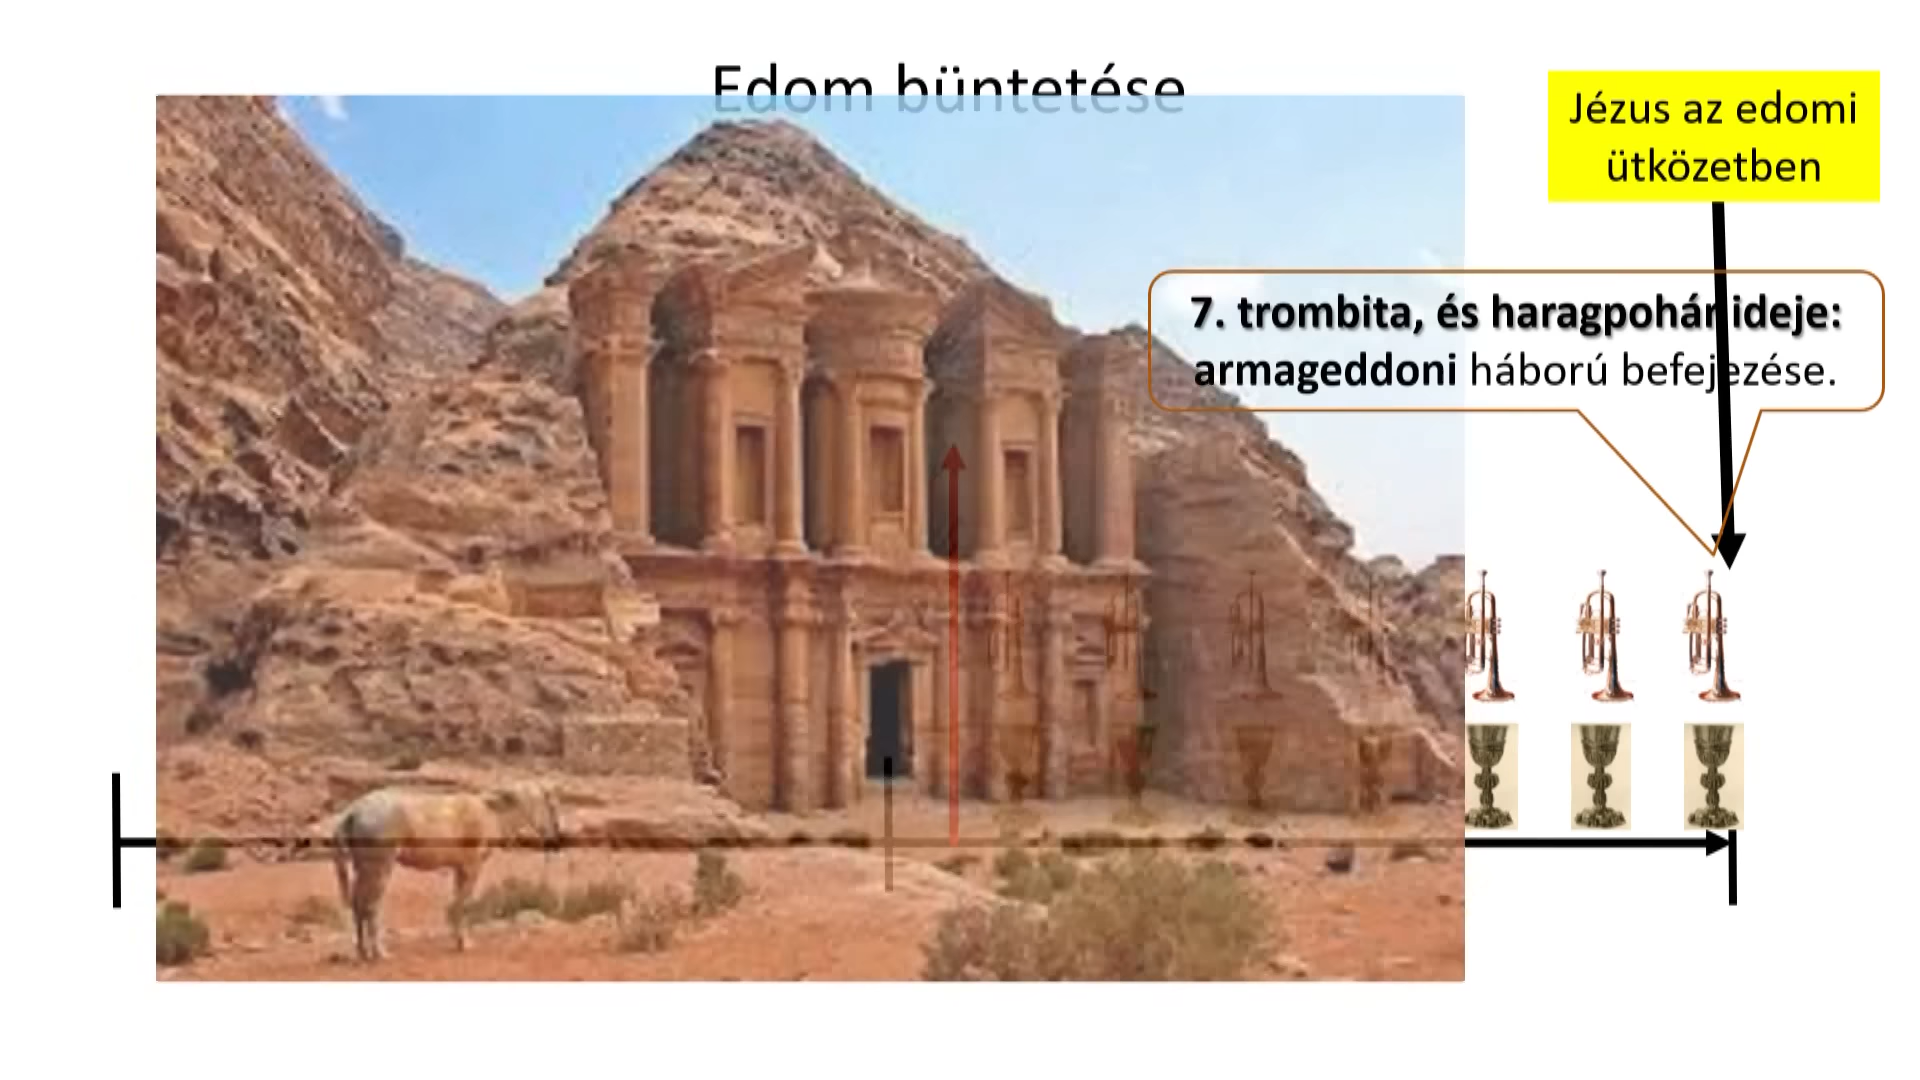 Edom büntetése
Jézus az edomi
ütközetben
7. trombita, és haragpohár ideje:
armageddoni háború befejezése.